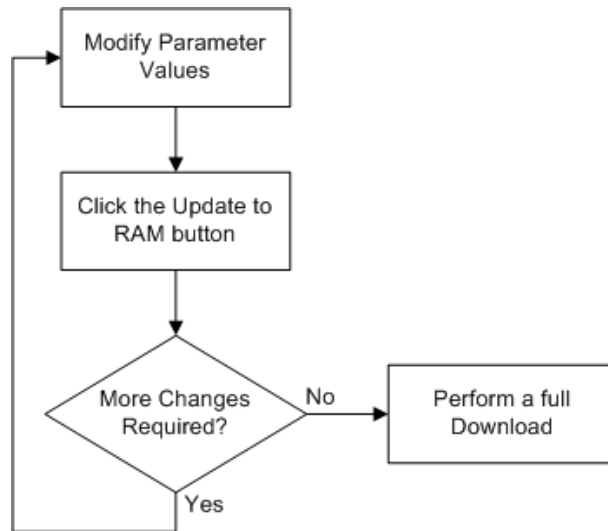 Modify Parameter
Values
Click the Update to
RAM button
More Changes
Required?
No
Perform a full
Download
Yes